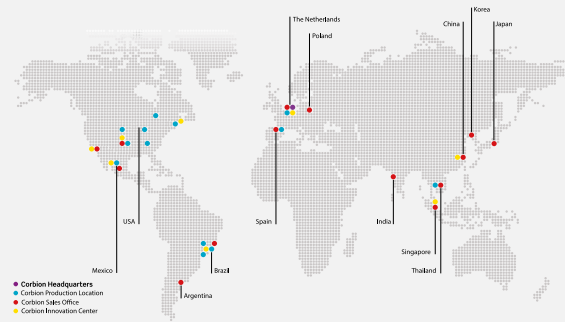 Korea
The Netherlands
China
Japan
Poland
USA
Spain
India
Singapore
Mexico
Brazil
Thailand
Corbion Headquarters
Corbion Production Location
Corbion Sales Office
Argentina
Corbion Innovation Center